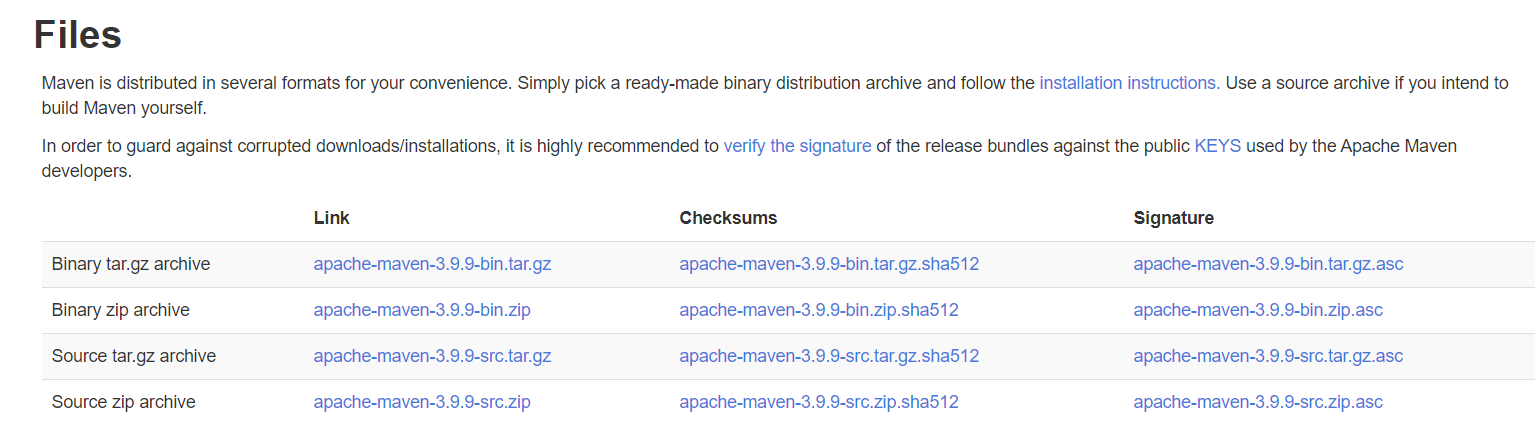 Files
Maven is distributed in several formats for your convenience. Simply pick a ready-made binary distribution archive and follow the installation instructions. Use a source archive if you intend to
build Maven yourself.
In order to guard against corrupted downloads/installations, it is highly recommended to verify the signature of the release bundles against the public KEYS used by the Apache Maven
developers.
Link Checksums Signature
Binary tar.gz archive apache-maven-3.9.9-bin.tar.gz apache-maven-3.9.9-bin.tar.gz.sha512 apache-maven-3.9.9-bin.tar.gz.asc
Binary zip archive apache-maven-3.9.9-bin.zip apache-maven-3.9.9-bin.zip.sha512 apache-maven-3.9.9-bin.zip.asc
Source tar.gz archive apache-maven-3.9.9-src.tar.gz apache-maven-3.9.9-src.tar.gz.sha512 apache-maven-3.9.9-src.tar.gz.asc
Source zip archive apache-maven-3.9.9-src.zip apache-maven-3.9.9-src.zip.sha512 apache-maven-3.9.9-src.zip.asc